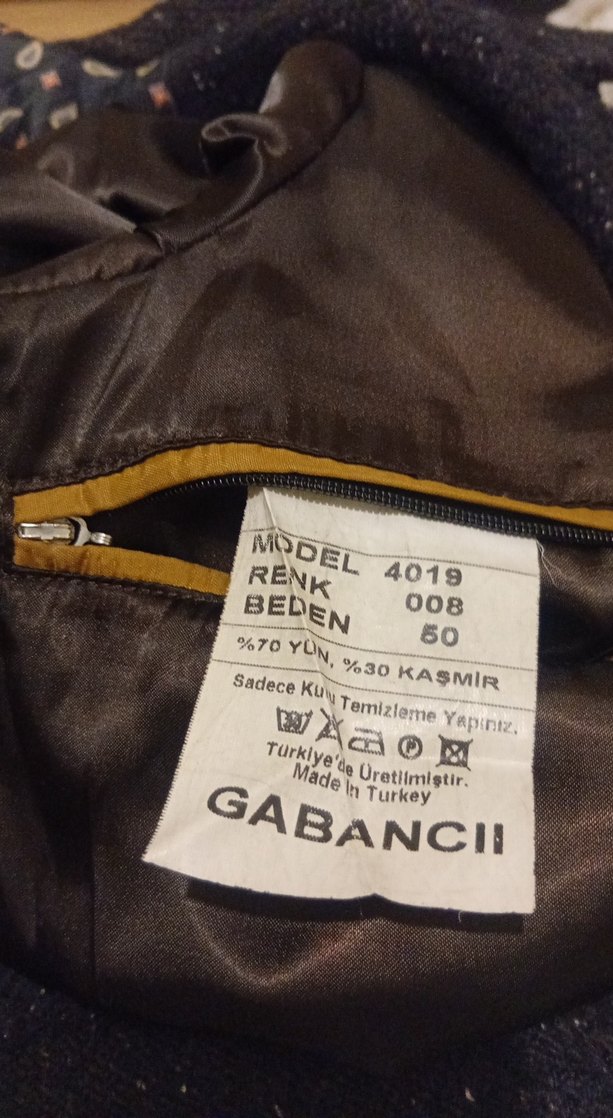 MODEL 4019
RENK 008
BEDEN 50
%70 YÜN, %30 KAŞMİR
Sadece Kuru Temizleme Yapınız.
Türkiye'de Üretilmiştir.
Made in Turkey
GABANCII